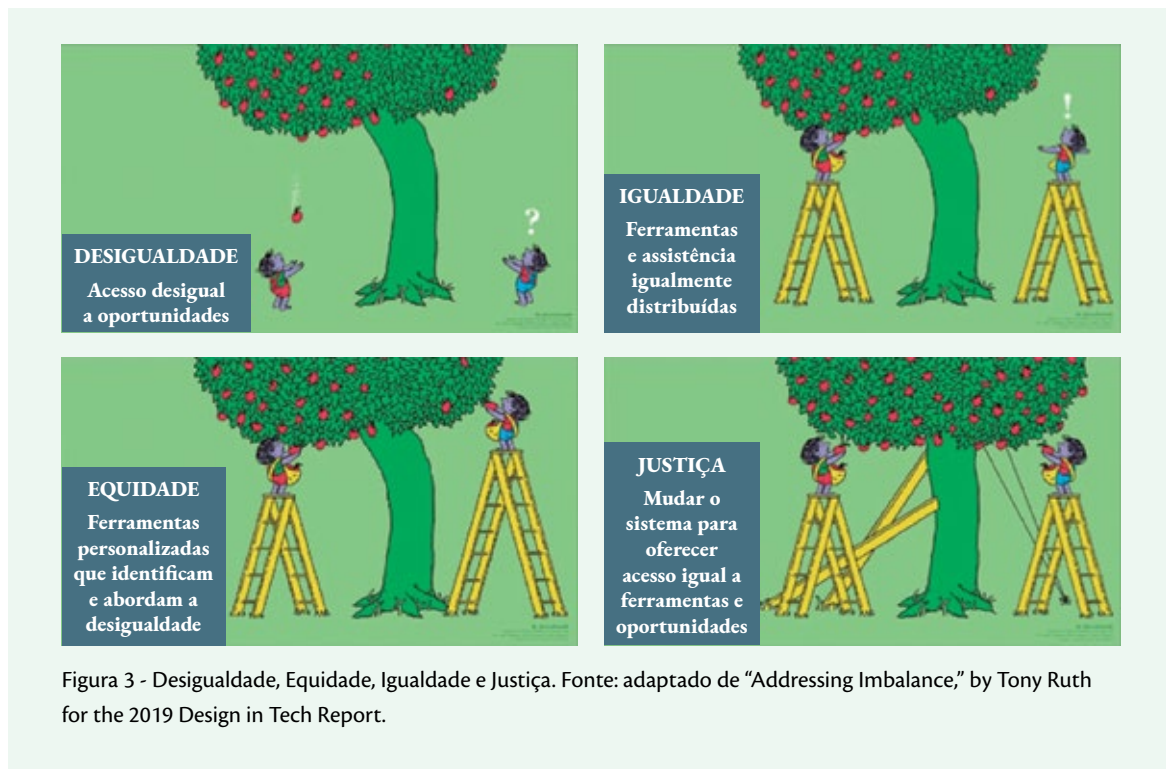 ?
DESIGUALDADE
Acesso desigual
a oportunidades
!
IGUALDADE
Ferramentas
e assistência
igualmente
distribuídas
EQUIDADE
Ferramentas
personalizadas
que identificam
e abordam a
desigualdade
JUSTIÇA
Mudar o
sistema para
oferecer
acesso igual a
ferramentas e
oportunidades
Figura 3 - Desigualdade, Equidade, Igualdade e Justiça. Fonte: adaptado de “Addressing Imbalance,” by Tony Ruth
for the 2019 Design in Tech Report.